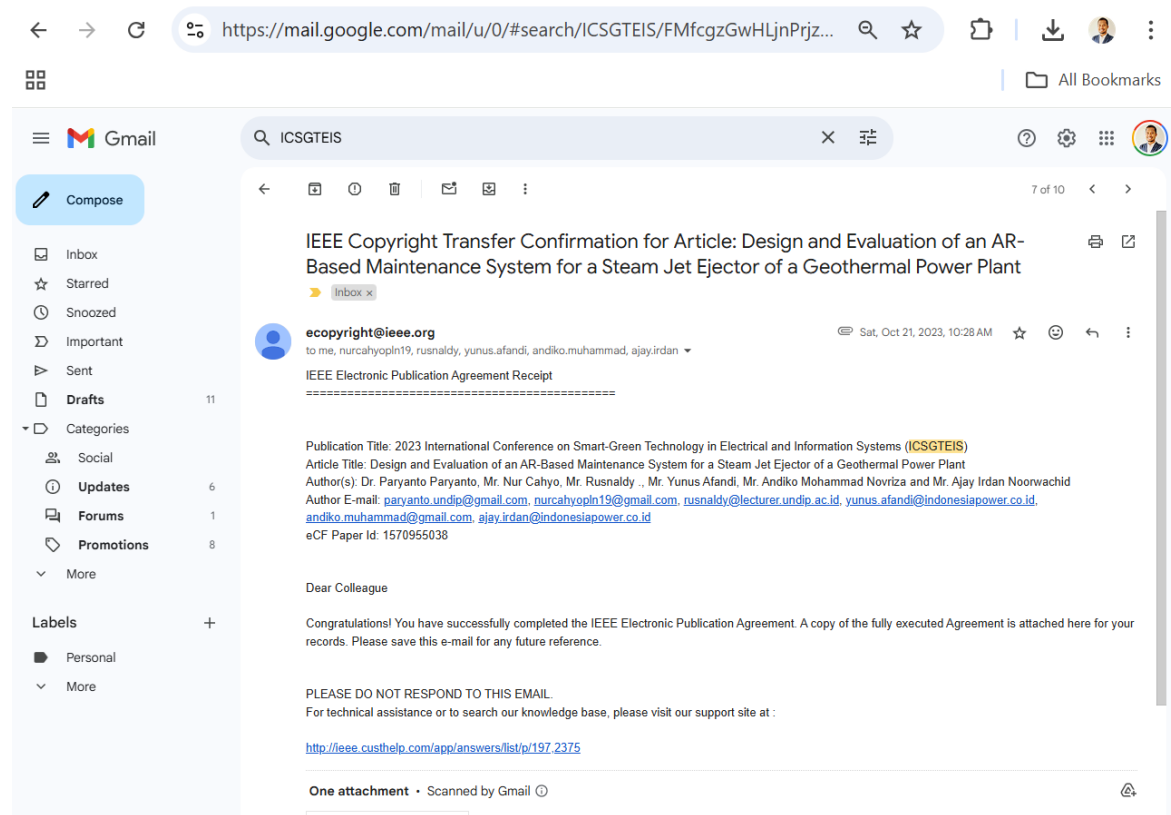 https://mail.google.com/mail/u/0/#search/ICSGTEIS/FMfcgzGwHLjnPrjz...
All Bookmarks
Gmail
ICSGTEIS
Compose
7 of 10
Inbox
Starred
Snoozed
Important
Sent
Drafts 11
Categories
Social
Updates 6
Forums 1
Promotions 8
More
Labels
Personal
More
IEEE Copyright Transfer Confirmation for Article: Design and Evaluation of an AR-
Based Maintenance System for a Steam Jet Ejector of a Geothermal Power Plant
Inbox x
ecopyright@ieee.org Sat, Oct 21, 2023, 10:28 AM
to me, nurcahyopln19, rusnaldy, yunus.afandi, andiko.muhammad, ajay.irdan
IEEE Electronic Publication Agreement Receipt
=============================================
Publication Title: 2023 International Conference on Smart-Green Technology in Electrical and Information Systems (ICSGTEIS)
Article Title: Design and Evaluation of an AR-Based Maintenance System for a Steam Jet Ejector of a Geothermal Power Plant
Author(s): Dr. Paryanto Paryanto, Mr. Nur Cahyo, Mr. Rusnaldy ., Mr. Yunus Afandi, Mr. Andiko Mohammad Novriza and Mr. Ajay Irdan Noorwachid
Author E-mail: paryanto.undip@gmail.com, nurcahyopln19@gmail.com, rusnaldy@lecturer.undip.ac.id, yunus.afandi@indonesiapower.co.id,
andiko.muhammad@gmail.com, ajay.irdan@indonesiapower.co.id
eCF Paper Id: 1570955038
Dear Colleague
Congratulations! You have successfully completed the IEEE Electronic Publication Agreement. A copy of the fully executed Agreement is attached here for your
records. Please save this e-mail for any future reference.
PLEASE DO NOT RESPOND TO THIS EMAIL.
For technical assistance or to search our knowledge base, please visit our support site at :
http://ieee.custhelp.com/app/answers/list/p/197,2375
One attachment • Scanned by Gmail